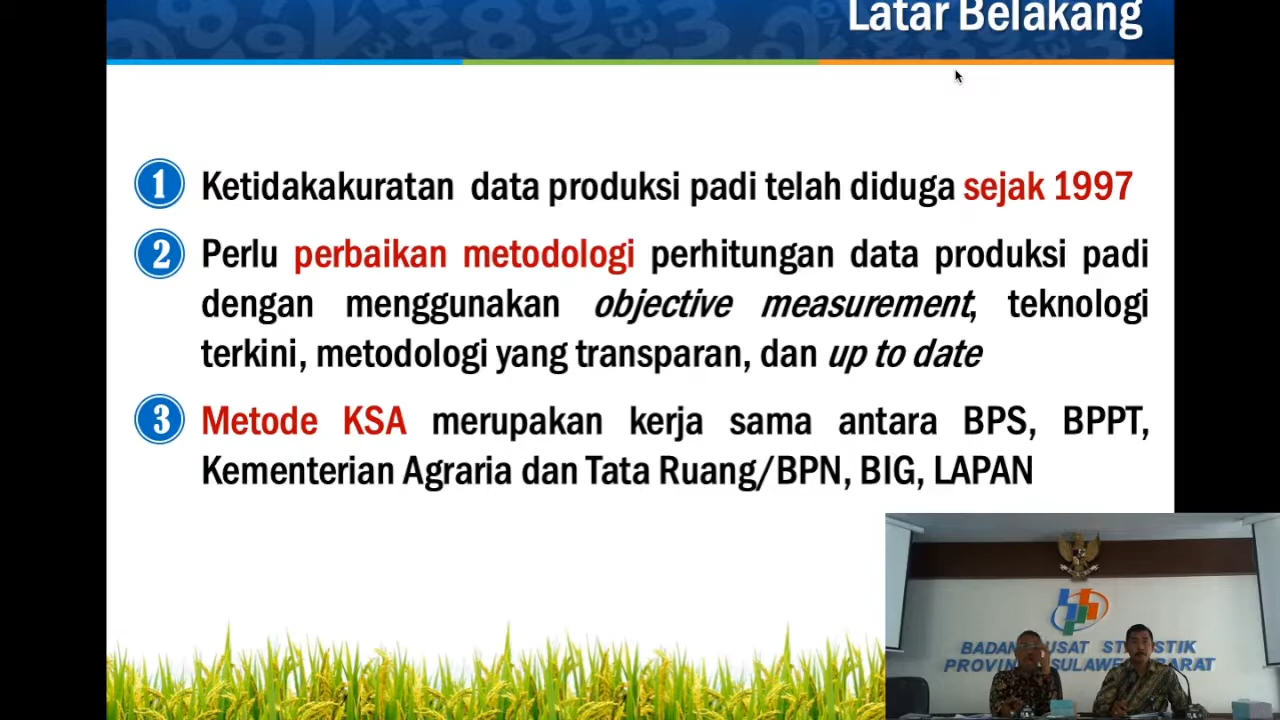 Latar Belakang
1 Ketidakakuratan data produksi padi telah diduga sejak 1997
2 Perlu perbaikan metodologi perhitungan data produksi padi
dengan menggunakan objective measurement, teknologi
terkini, metodologi yang transparan, dan up to date
3 Metode KSA merupakan kerja sama antara BPS, BPPT,
Kementerian Agraria dan Tata Ruang/BPN, BIG, LAPAN
BADAN PUSAT STATISTIK
PROVINSI SULAWESI BARAT